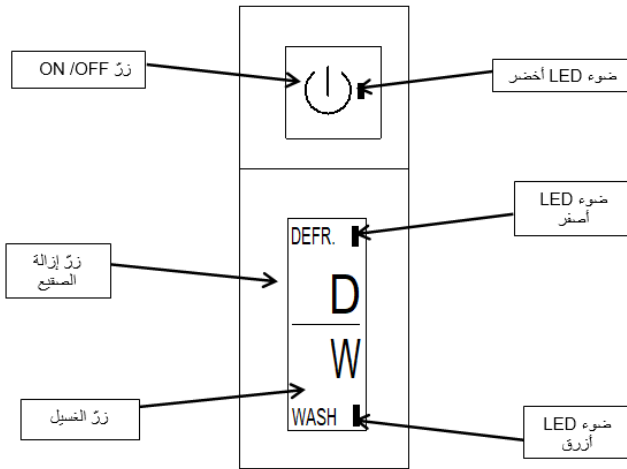 زرّ ON /OFF
ضوء LED أخضر
ضوء LED
أصفر
DEFR.
زرّ إزالة
الصقيع
D
W
زرّ الغسيل
WASH
ضوء LED
أزرق